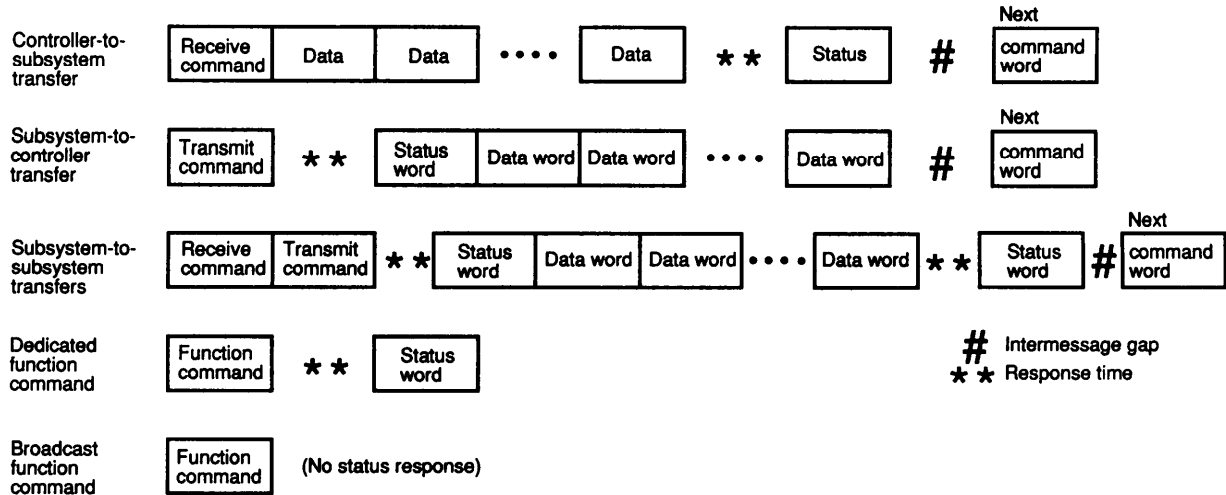 Controller-to-
subsystem
transfer
Receive
command
Data
Data
....
Data
* *
Status
#
Next
command
word
Subsystem-to-
controller
transfer
Transmit
command
* *
Status
word
Data word
Data word
....
Data word
#
Next
command
word
Subsystem-to-
subsystem
transfers
Receive
command
Transmit
command
* *
Status
word
Data word
Data word
....
Data word
* *
Status
word
#
Next
command
word
Dedicated
function
command
Function
command
* *
Status
word
# Intermessage gap
* * Response time
Broadcast
function
command
Function
command
(No status response)